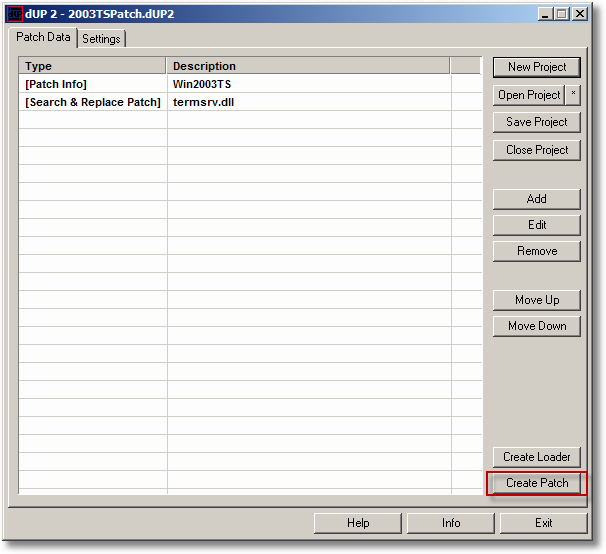 dUP 2 - 2003TSPatch.dUP2
Patch Data
Settings
Type Description
[Patch Info] Win2003TS
[Search & Replace Patch] termsrv.dll
New Project
Open Project *
Save Project
Close Project
Add
Edit
Remove
Move Up
Move Down
Create Loader
Create Patch
Help
Info
Exit